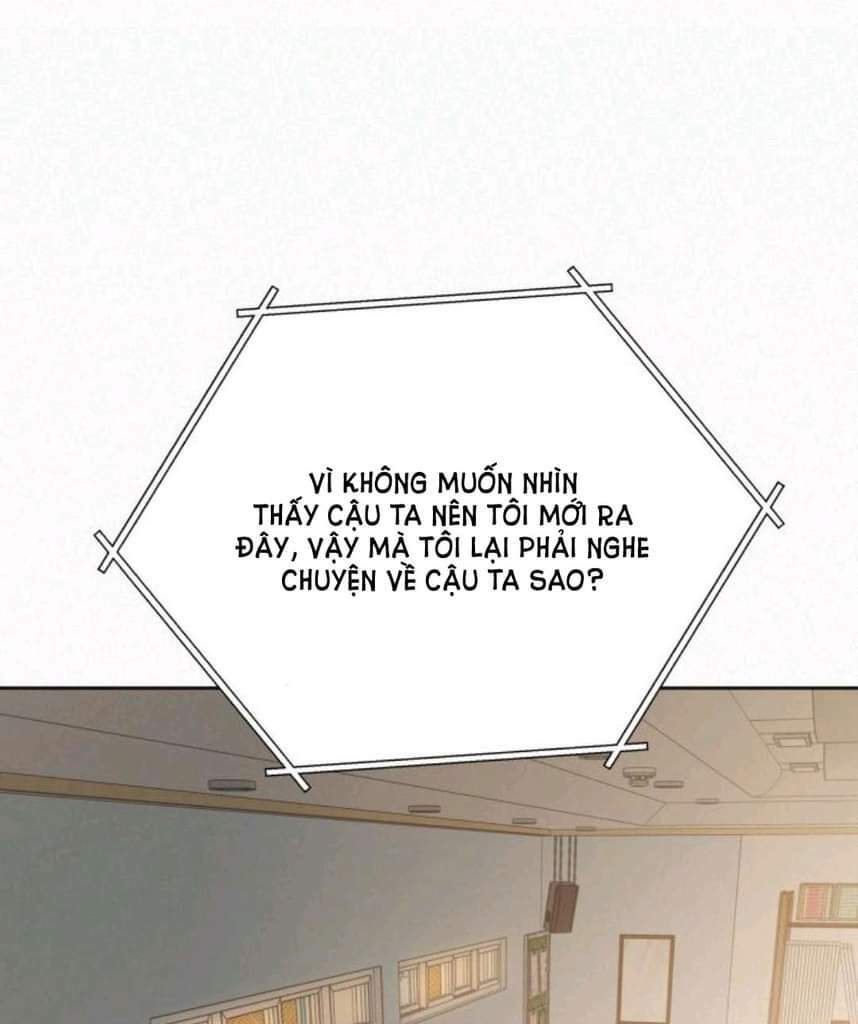 VÌ KHÔNG MUỐN NHÌN
THẤY CẬU TA NÊN TÔI MỚI RA
ĐÂY, VẬY MÀ TÔI LẠI PHẢI NGHE
CHUYỆN VỀ CẬU TA SAO?